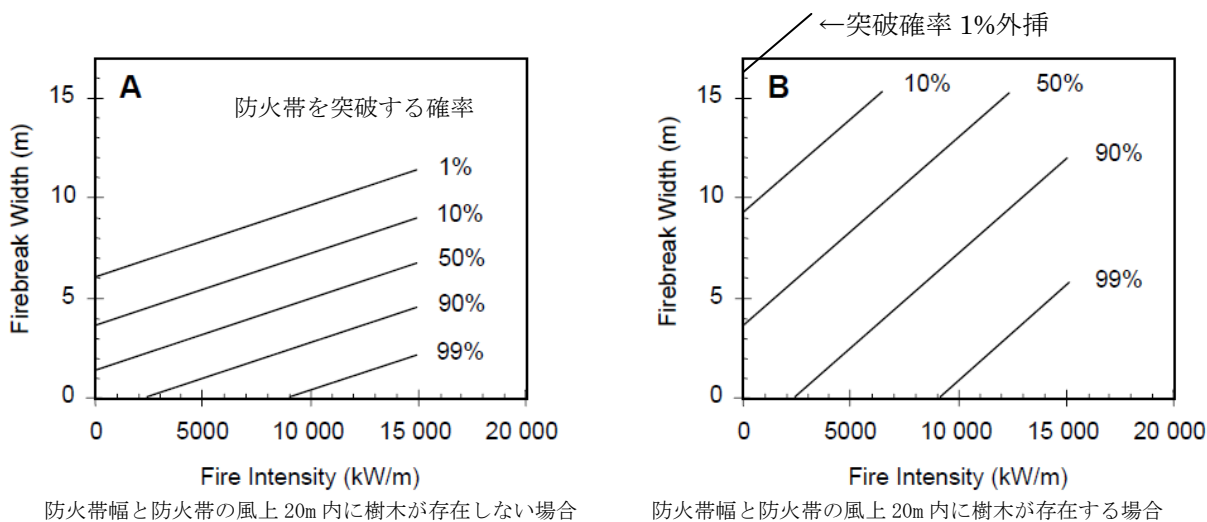 ←突破確率 1%外挿
A
防火帯を突破する確率
15
10
5
0
Firebreak Width (m)
1%
10%
50%
90%
99%
0 5000 10 000 15 000 20 000
Fire Intensity (kW/m)
防火帯幅と防火帯の風上 20m 内に樹木が存在しない場合
B
15
10
5
0
Firebreak Width (m)
10%
50%
90%
99%
0 5000 10 000 15 000 20 000
Fire Intensity (kW/m)
防火帯幅と防火帯の風上 20m 内に樹木が存在する場合